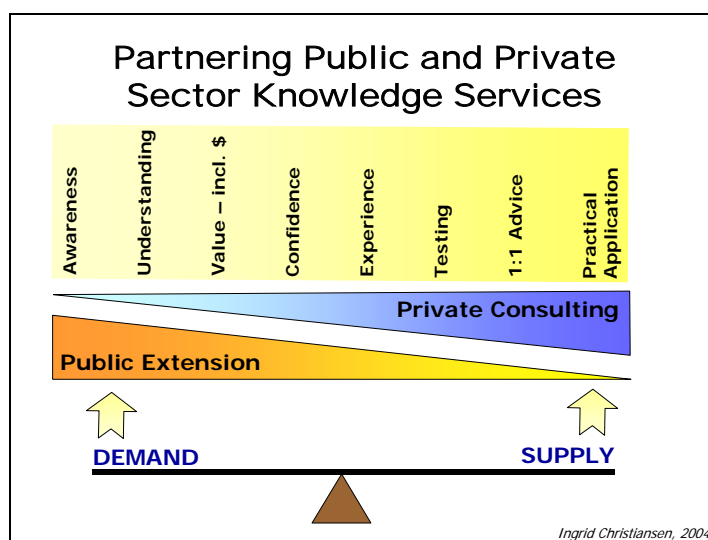 Partnering Public and Private
Sector Knowledge Services
Awareness
Understanding
Value – incl. $
Confidence
Experience
Testing
1:1 Advice
Practical
Application
Private Consulting
Public Extension
DEMAND
SUPPLY
Ingrid Christiansen, 2004